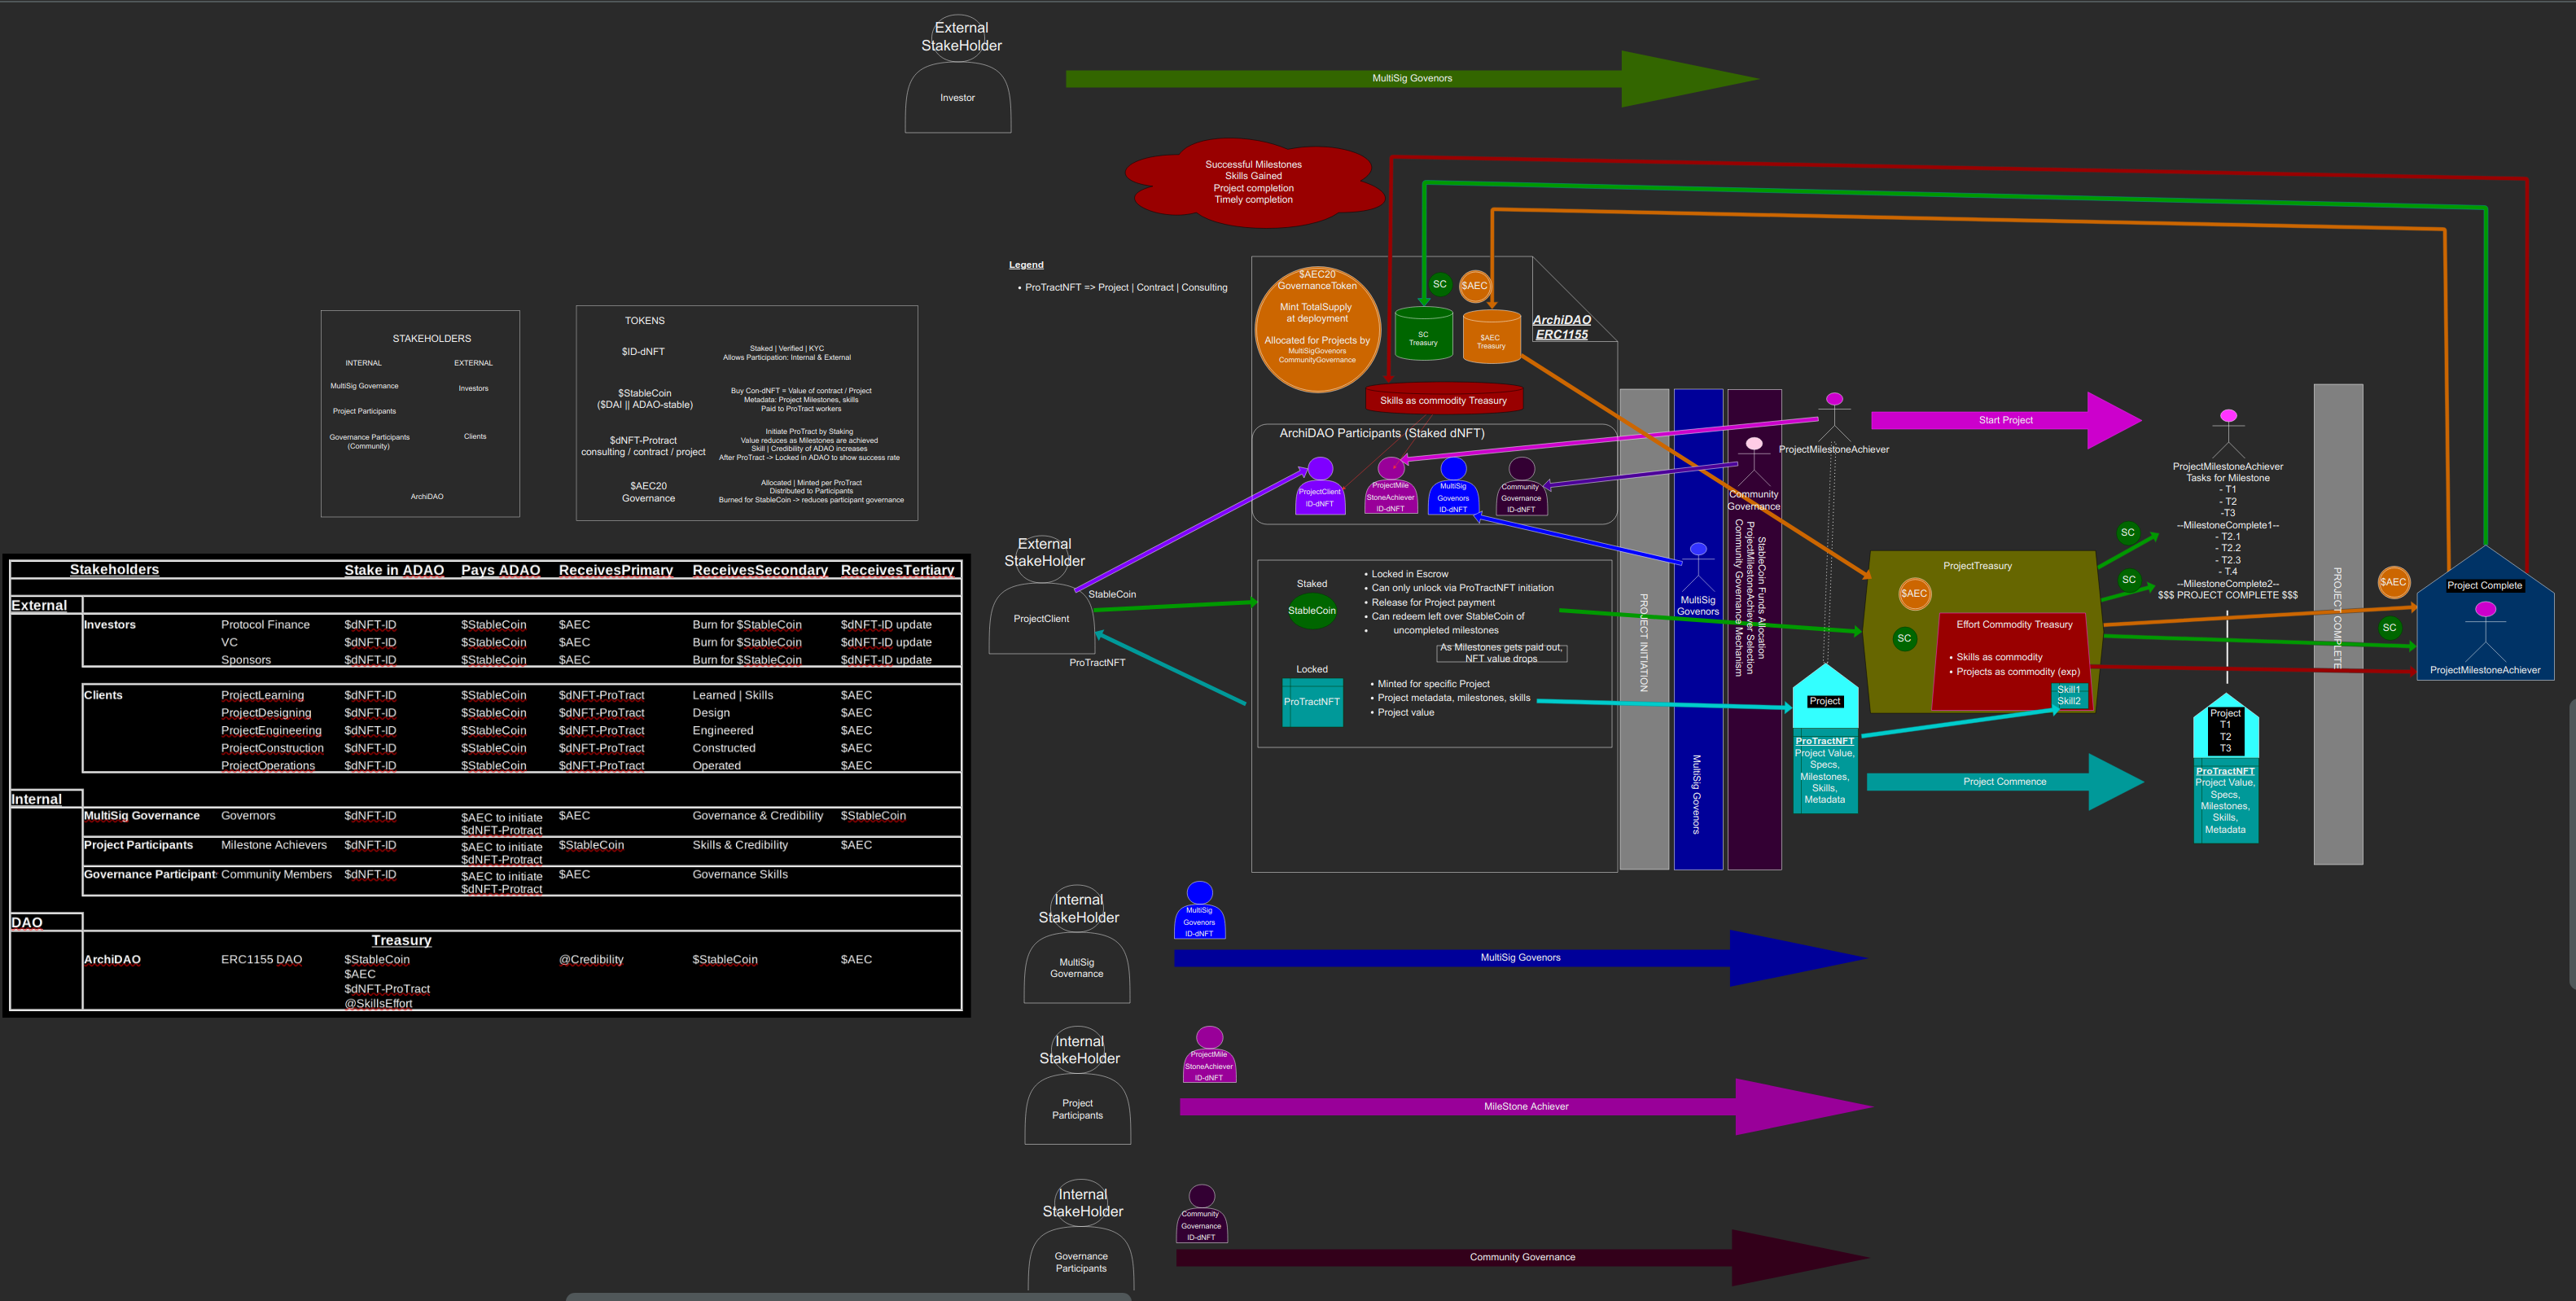 External
StakeHolder
Investor
MultiSig Govenors
Successful Milestones
Skills Gained
Project completion
Timely completion
Legend
• ProTractNFT => Project | Contract | Consulting
STAKEHOLDERS
INTERNAL
EXTERNAL
MultiSig Governance
Investors
Project Participants
Governance Participants
(Community)
Clients
ArchiDAO
TOKENS
$ID-dNFT
Staked | Verified | KYC
Allows Participation: Internal & External
$StableCoin
($DAI || ADAO-stable)
Buy Con-dNFT = Value of contract / Project
Metadata: Project Milestones, skills
Paid to ProTract workers
$dNFT-Protract
consulting / contract / project
Initiate ProTract by Staking
Value reduces as Milestones are achieved
Skill | Credibility of ADAO increases
After ProTract -> Locked in ADAO to show success rate
$AEC20
Governance
Allocated | Minted per ProTract
Distributed to Participants
Burned for StableCoin -> reduces participant governance
Stakeholders Stake in ADAO Pays ADAO ReceivesPrimary ReceivesSecondary ReceivesTertiary
External
Investors Protocol Finance $dNFT-ID $StableCoin $AEC Burn for $StableCoin $dNFT-ID update
VC $dNFT-ID $StableCoin $AEC Burn for $StableCoin $dNFT-ID update
Sponsors $dNFT-ID $StableCoin $AEC Burn for $StableCoin $dNFT-ID update
Clients ProjectLearning $dNFT-ID $StableCoin $dNFT-ProTract Learned | Skills $AEC
ProjectDesigning $dNFT-ID $StableCoin $dNFT-ProTract Design $AEC
ProjectEngineering $dNFT-ID $StableCoin $dNFT-ProTract Engineered $AEC
ProjectConstruction $dNFT-ID $StableCoin $dNFT-ProTract Constructed $AEC
ProjectOperations $dNFT-ID $StableCoin $dNFT-ProTract Operated $AEC
Internal
MultiSig Governance Governors $dNFT-ID $AEC to initiate $AEC Governance & Credibility $StableCoin
$dNFT-Protract
Project Participants Milestone Achievers $dNFT-ID $AEC to initiate $StableCoin Skills & Credibility $AEC
$dNFT-Protract
Governance Participant Community Members $dNFT-ID $AEC to initiate $AEC Governance Skills
$dNFT-Protract
DAO
Treasury
ArchiDAO ERC1155 DAO $StableCoin @Credibility $StableCoin $AEC
$AEC
$dNFT-ProTract
@SkillsEffort
External
StakeHolder
ProjectClient
StableCoin
ProTractNFT
$AEC20
GovernanceToken
Mint TotalSupply
at deployment
Allocated for Projects by
MultiSigGovenors
CommunityGovernance
SC
$AEC
SC
Treasury
$AEC
Treasury
ArchiDAO
ERC1155
Skills as commodity Treasury
ArchiDAO Participants (Staked dNFT)
ProjectClient
ID-dNFT
ProjectMile
StoneAchiever
ID-dNFT
MultiSig
Govenors
ID-dNFT
Community
Governance
ID-dNFT
Staked
StableCoin
• Locked in Escrow
• Can only unlock via ProTractNFT initiation
• Release for Project payment
• Can redeem left over StableCoin of
• uncompleted milestones
As Milestones gets paid out,
NFT value drops
Locked
ProTractNFT
• Minted for specific Project
• Project metadata, milestones, skills
• Project value
PROJECT INITIATION
MultiSig
Govenors
MultiSig Govenors
Community
Governance
StableCoin Funds Allocation
ProjectMilestoneAchiever Selection
Community Governance Mechanism
ProjectMilestoneAchiever
Start Project
Project
ProTractNFT
Project Value,
Specs,
Milestones,
Skills,
Metadata
ProjectTreasury
$AEC
SC
Effort Commodity Treasury
• Skills as commodity
• Projects as commodity (exp)
Skill1
Skill2
Project Commence
SC
SC
ProjectMilestoneAchiever
Tasks for Milestone
- T1
- T2
-T3
--MilestoneComplete1--
- T2.1
- T2.2
- T2.3
- T.4
--MilestoneComplete2--
$$$ PROJECT COMPLETE $$$
Project
T1
T2
T3
ProTractNFT
Project Value,
Specs,
Milestones,
Skills,
Metadata
PROJECT COMPLETE
$AEC
SC
Project Complete
ProjectMilestoneAchiever
Internal
StakeHolder
MultiSig
Governance
MultiSig
Govenors
ID-dNFT
MultiSig Govenors
Internal
StakeHolder
Project
Participants
ProjectMile
StoneAchiever
ID-dNFT
MileStone Achiever
Internal
StakeHolder
Governance
Participants
Community
Governance
ID-dNFT
Community Governance